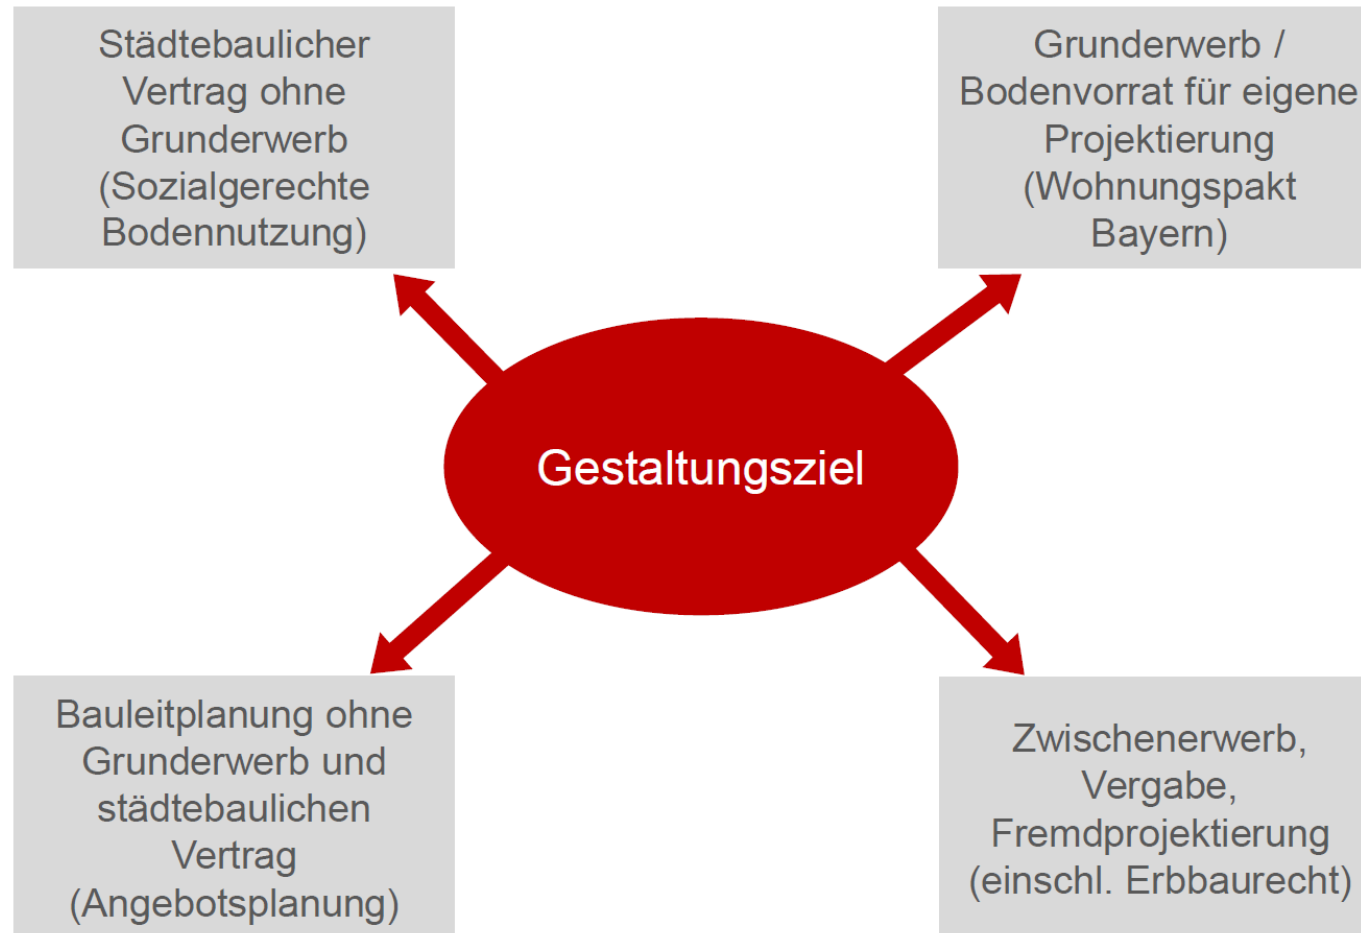 Städtebaulicher
Vertrag ohne
Grunderwerb
(Sozialgerechte
Bodennutzung)
Grunderwerb /
Bodenvorrat für eigene
Projektierung
(Wohnungspakt
Bayern)
Gestaltungsziel
Bauleitplanung ohne
Grunderwerb und
städtebaulichen
Vertrag
(Angebotsplanung)
Zwischenerwerb,
Vergabe,
Fremdprojektierung
(einschl. Erbbaurecht)